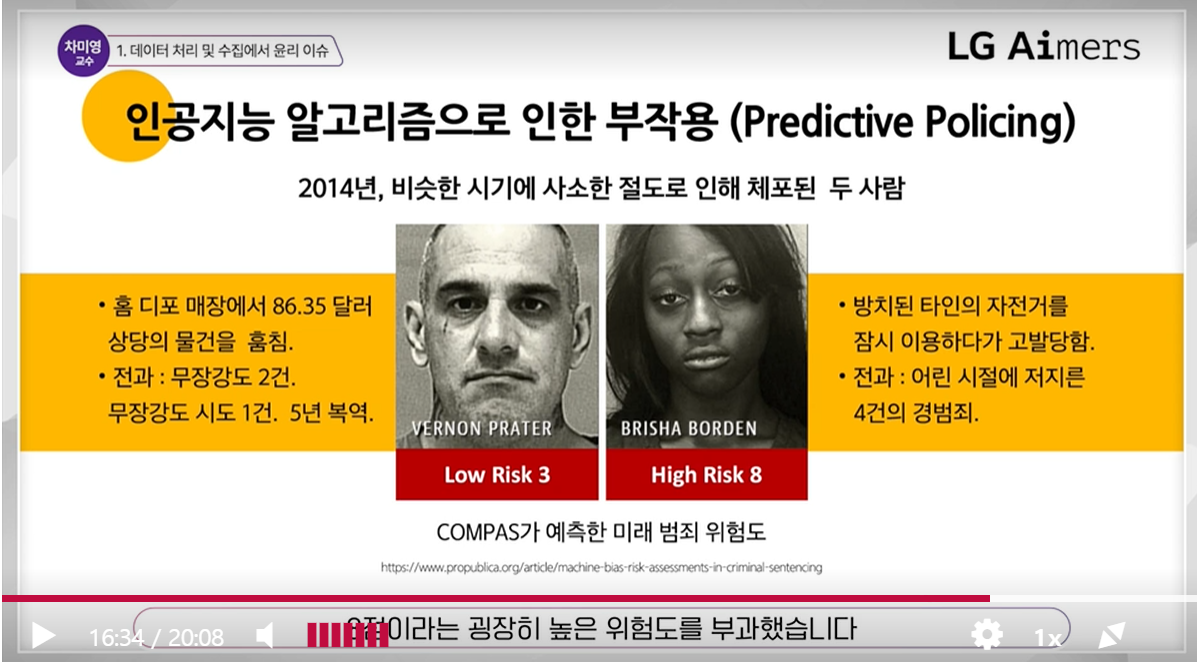 차미영
교수
1. 데이터 처리 및 수집에서 윤리 이슈
LG Aimers
인공지능 알고리즘으로 인한 부작용 (Predictive Policing)
2014년, 비슷한 시기에 사소한 절도로 인해 체포된 두 사람
• 홈 디포 매장에서 86.35 달러
상당의 물건을 훔침.
• 전과 : 무장강도 2건.
무장강도 시도 1건. 5년 복역.
VERNON PRATER
Low Risk 3
BRISHA BORDEN
High Risk 8
• 방치된 타인의 자전거를
잠시 이용하다가 고발당함.
• 전과 : 어린 시절에 저지른
4건의 경범죄.
COMPAS가 예측한 미래 범죄 위험도
https://www.propublica.org/article/machine-bias-risk-assessments-in-criminal-sentencing
이라는 굉장히 높은 위험도를 부과했습니다
16:34 / 20:08
1x